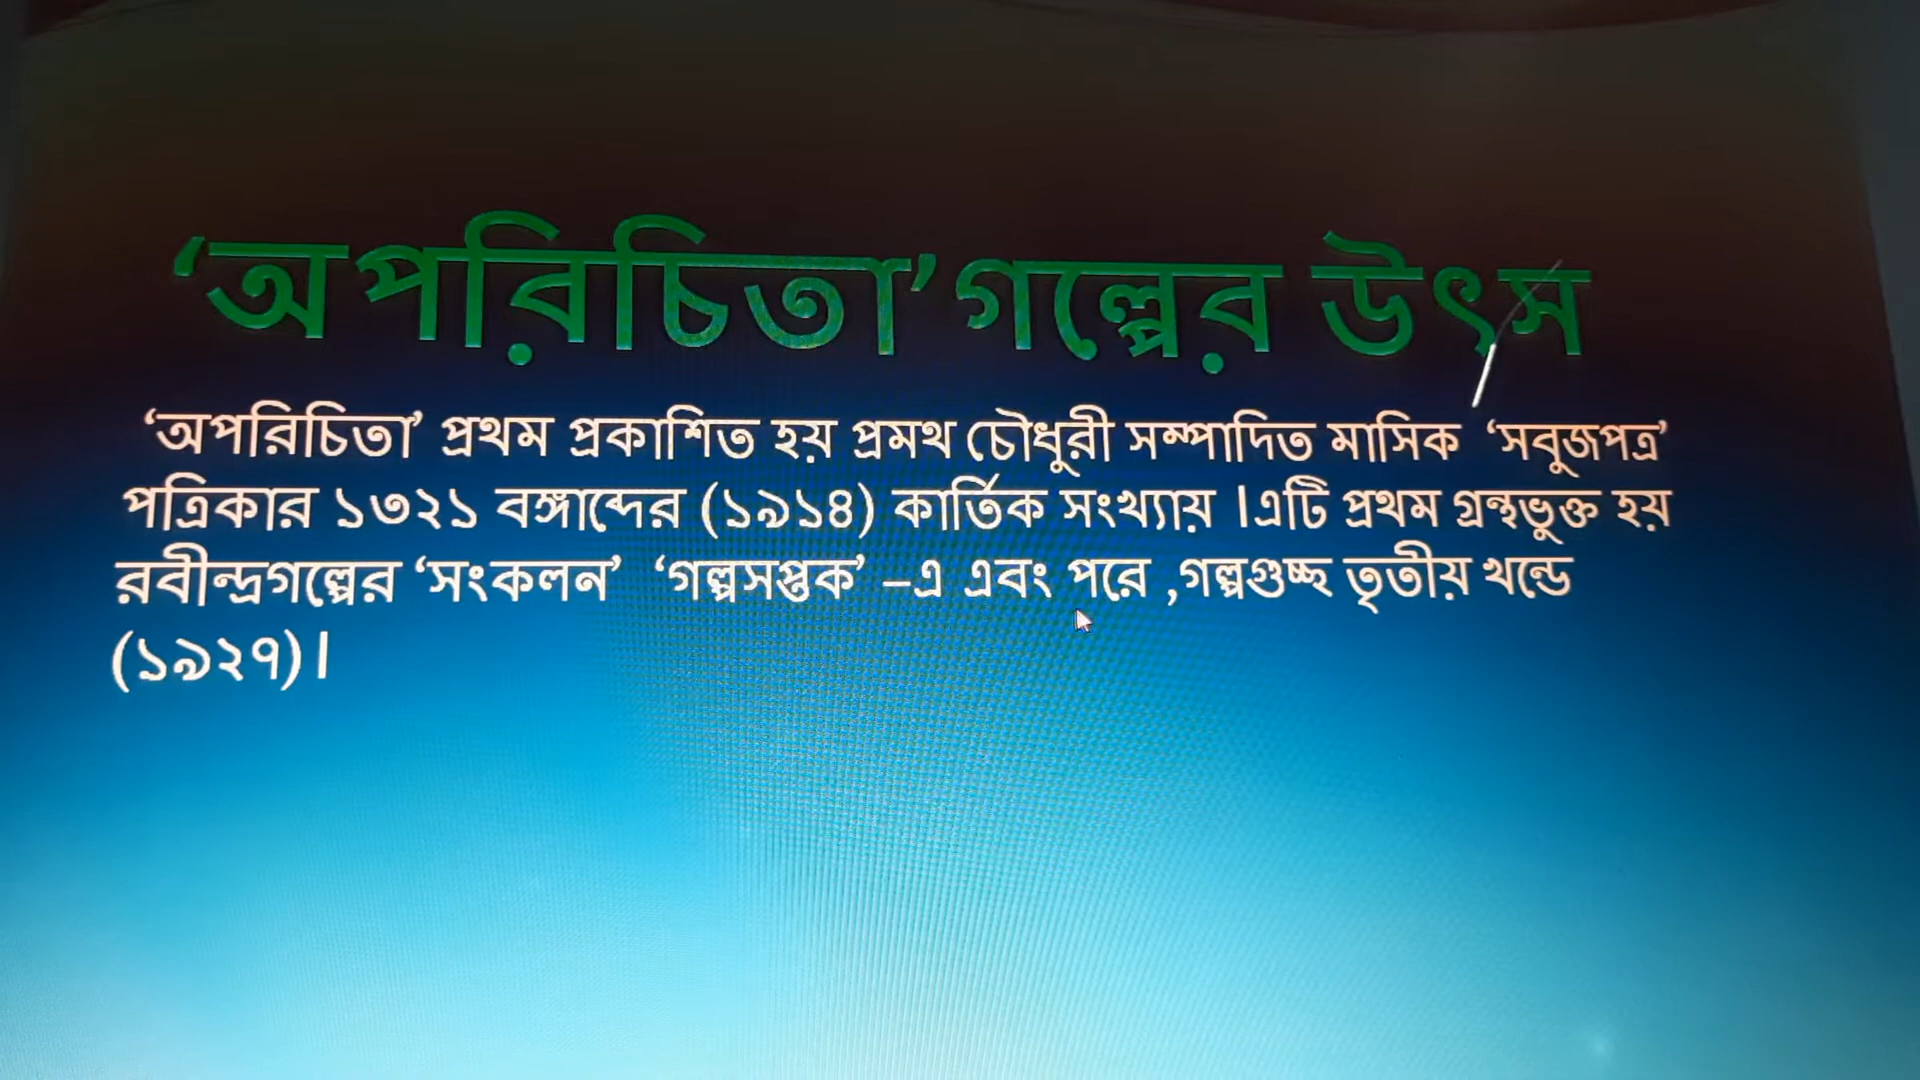 ‘অপরিচিতা’ গল্পের উৎস
‘অপরিচিতা’ প্রথম প্রকাশিত হয় প্রমথ চৌধুরী সম্পাদিত মাসিক ‘সবুজপত্র’
পত্রিকার ১৩২১ বঙ্গাব্দের (১৯১৪) কার্তিক সংখ্যায় ।এটি প্রথম গ্রন্থভুক্ত হয়
রবীন্দ্রগল্পের ‘সংকলন’ ‘গল্পসপ্তক’ –এ এবং পরে ,গল্পগুচ্ছ তৃতীয় খন্ডে
(১৯২৭)।